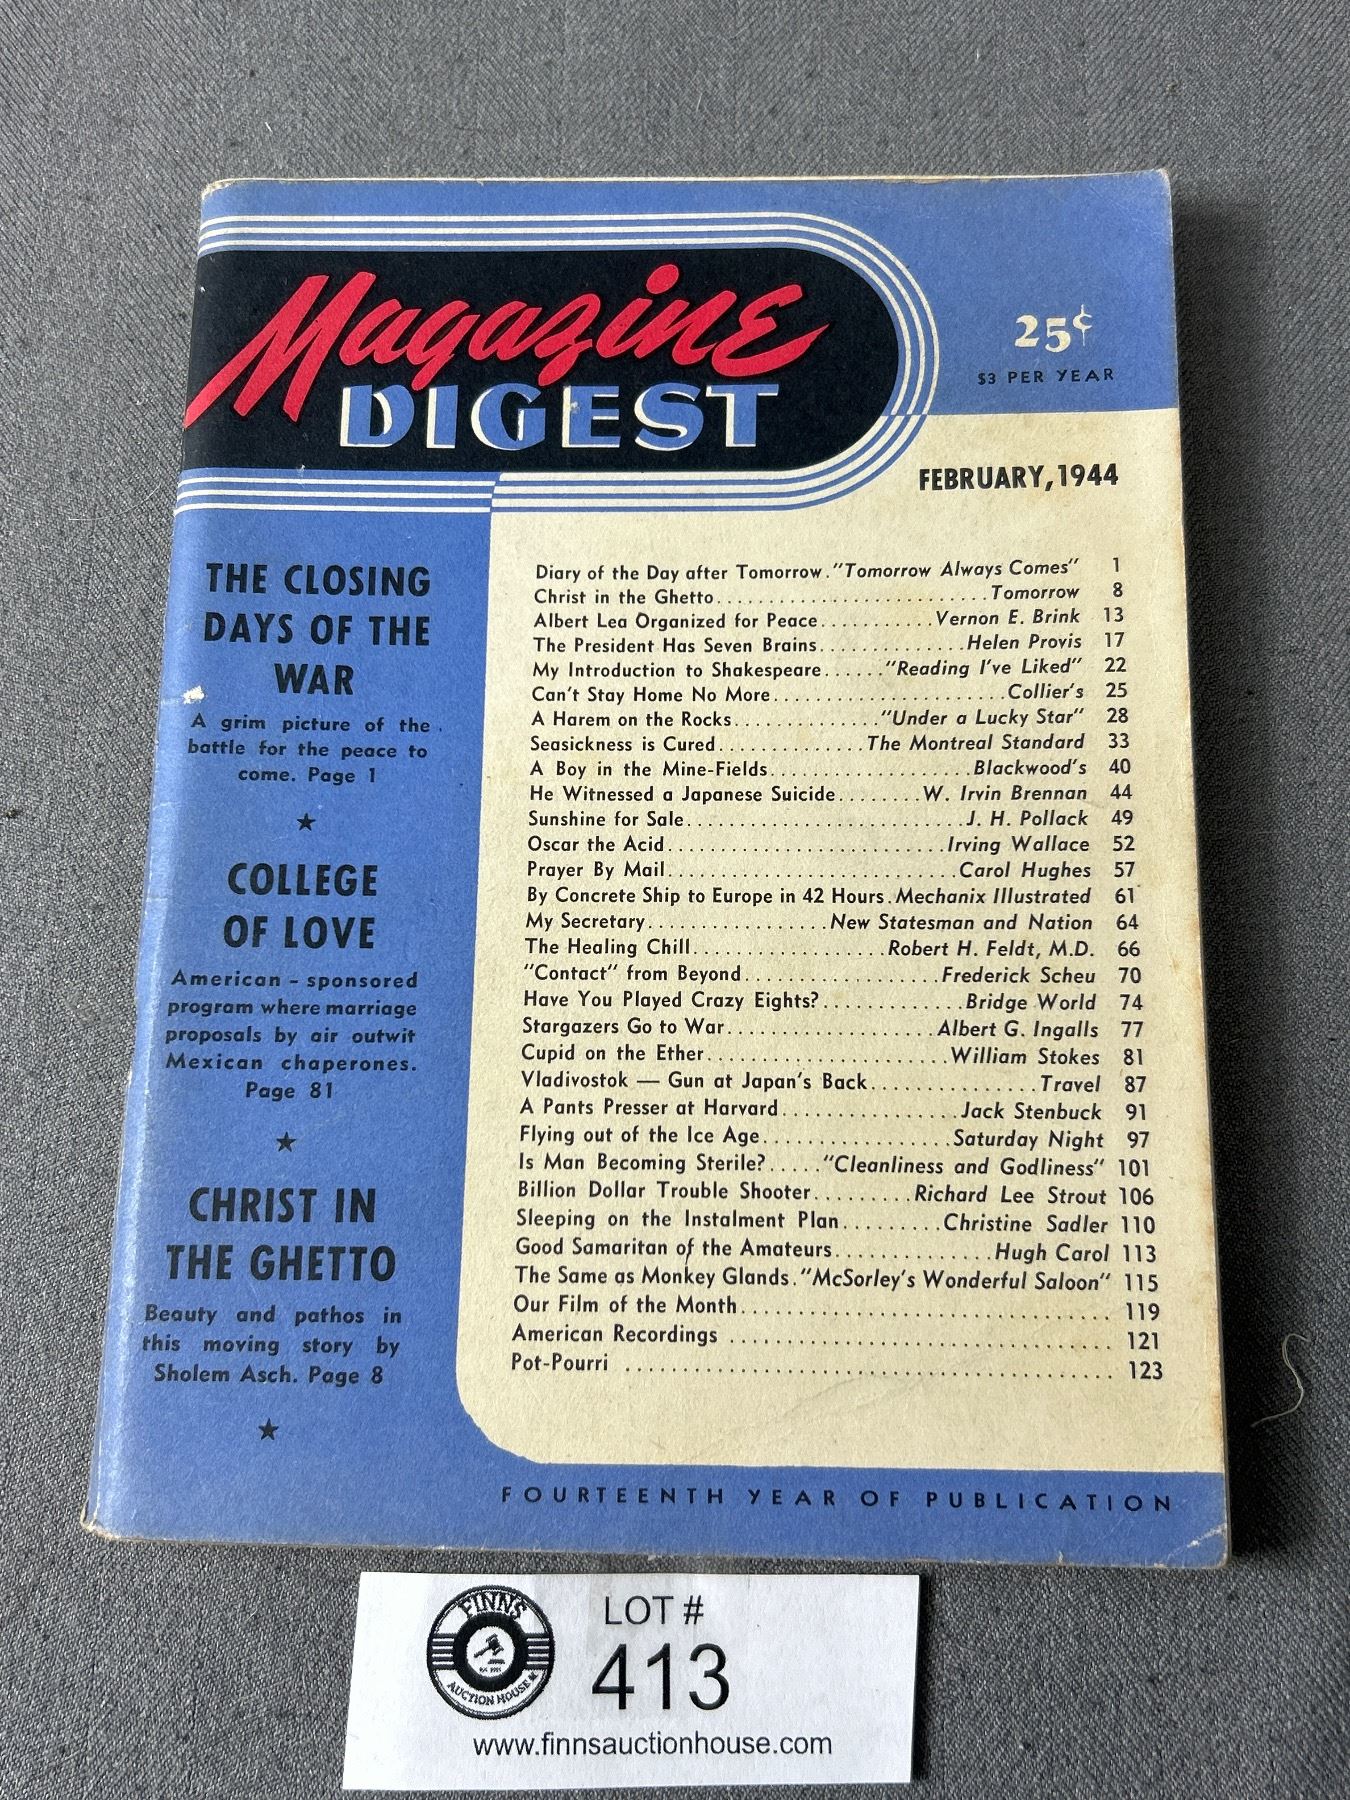 Magazine
DIGEST
25¢
$3 PER YEAR
FEBRUARY, 1944
THE CLOSING
DAYS OF THE
WAR
A grim picture of the
battle for the peace to
come. Page 1
★
COLLEGE
OF LOVE
American - sponsored
program where marriage
proposals by air outwit
Mexican chaperones.
Page 81
★
CHRIST IN
THE GHETTO
Beauty and pathos in
this moving story by
Sholem Asch. Page 8
★
Diary of the Day after Tomorrow. "Tomorrow Always Comes" 1
Christ in the Ghetto..........Tomorrow 8
Albert Lea Organized for Peace..........Vernon E. Brink 13
The President Has Seven Brains..........Helen Provis 17
My Introduction to Shakespeare......"Reading I've Liked" 22
Can't Stay Home No More..........Collier's 25
A Harem on the Rocks.........."Under a Lucky Star" 28
Seasickness is Cured..........The Montreal Standard 33
A Boy in the Mine-Fields..........Blackwood's 40
He Witnessed a Japanese Suicide........W. Irvin Brennan 44
Sunshine for Sale..........J. H. Pollack 49
Oscar the Acid..........Irving Wallace 52
Prayer By Mail..........Carol Hughes 57
By Concrete Ship to Europe in 42 Hours. Mechanix Illustrated 61
My Secretary..........New Statesman and Nation 64
The Healing Chill..........Robert H. Feldt, M.D. 66
"Contact" from Beyond..........Frederick Scheu 70
Have You Played Crazy Eights?..........Bridge World 74
Stargazers Go to War..........Albert G. Ingalls 77
Cupid on the Ether..........William Stokes 81
Vladivostok — Gun at Japan's Back..........Travel 87
A Pants Presser at Harvard..........Jack Stenbuck 91
Flying out of the Ice Age..........Saturday Night 97
Is Man Becoming Sterile?....."Cleanliness and Godliness" 101
Billion Dollar Trouble Shooter.........Richard Lee Strout 106
Sleeping on the Instalment Plan.........Christine Sadler 110
Good Samaritan of the Amateurs..........Hugh Carol 113
The Same as Monkey Glands. "McSorley's Wonderful Saloon" 115
Our Film of the Month.......... 119
American Recordings .......... 121
Pot-Pourri .......... 123
FOURTEENTH YEAR OF PUBLICATION
FINNS
AUCTION HOUSE
LOT #
413
www.finnsauctionhouse.com